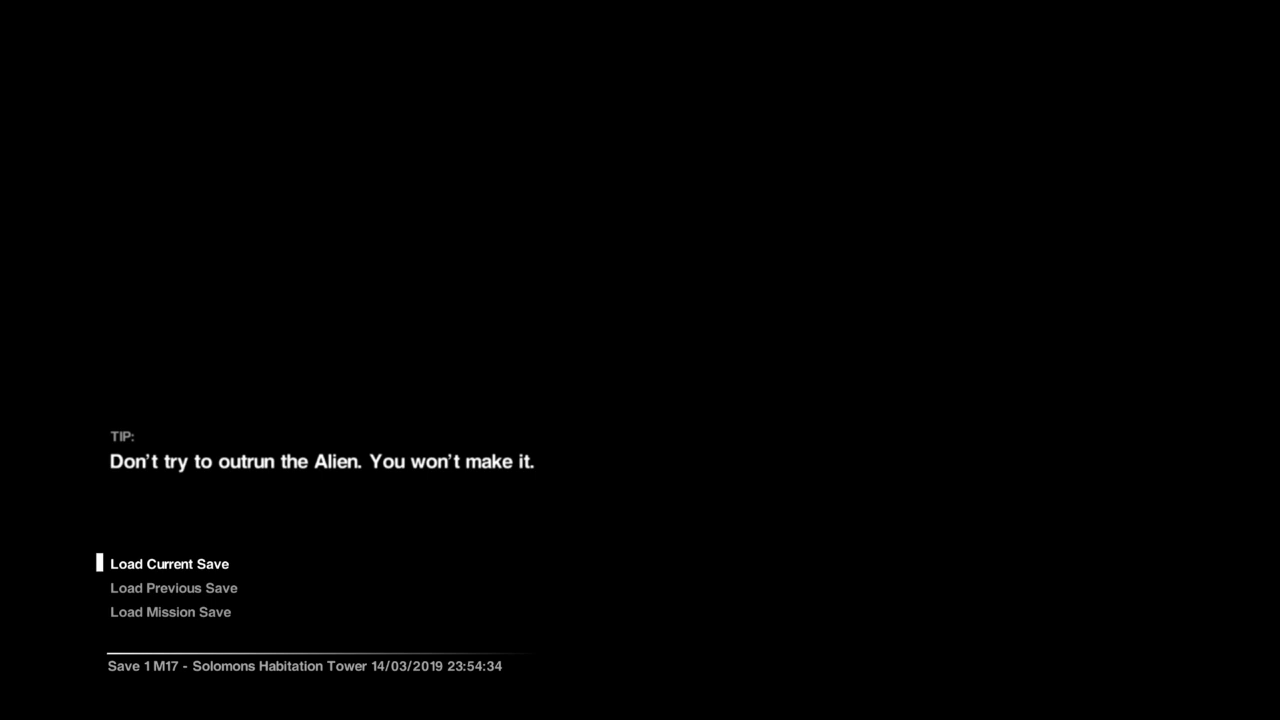 TIP:
Don't try to outrun the Alien. You won't make it.
Load Current Save
Load Previous Save
Load Mission Save
Save 1 M17 - Solomons Habitation Tower 14/03/2019 23:54:34